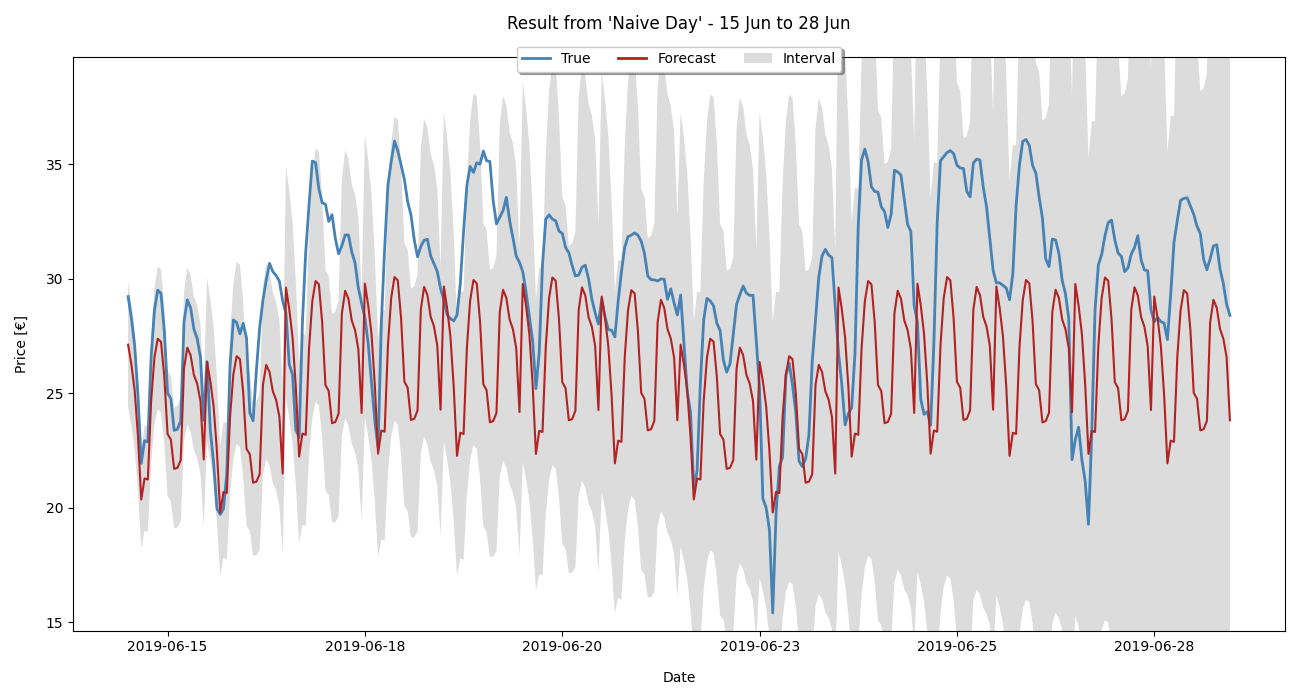 Result from 'Naive Day' - 15 Jun to 28 Jun
True Forecast Interval
Price [€]
35
30
25
20
15
2019-06-15 2019-06-18 2019-06-20 2019-06-23 2019-06-25 2019-06-28
Date